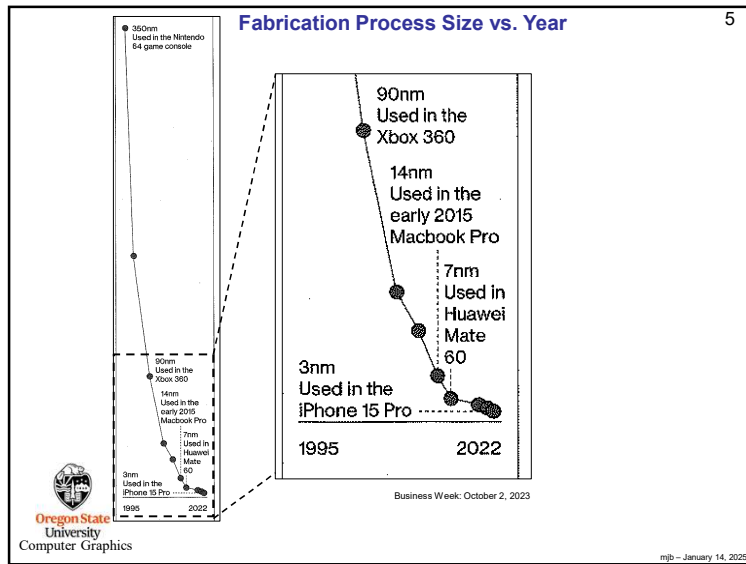 Fabrication Process Size vs. Year
5
350nm
Used in the Nintendo
64 game console
90nm
Used in the
Xbox 360
14nm
Used in the
early 2015
Macbook Pro
7nm
Used in
Huawei
Mate
60
3nm
Used in the
iPhone 15 Pro
1995
2022
90nm
Used in the
Xbox 360
14nm
Used in the
early 2015
Macbook Pro
7nm
Used in
Huawei
Mate
60
3nm
Used in the
iPhone 15 Pro
1995
2022
Business Week: October 2, 2023
Oregon State
University
Computer Graphics
mjb – January 14, 2025